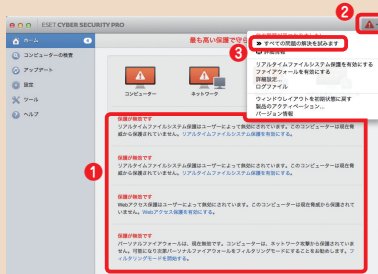 ESET CYBER SECURITY PRO
2
ホーム
コンピューターの検査
アップデート
設定
ツール
ヘルプ
最も高い保護で守ら
3
すべての問題の解決を試みます
リアルタイムファイルシステム保護を有効にする
ファイアウォールを有効にする
詳細設定...
ログファイル
ウィンドウレイアウトを初期状態に戻す
製品のアクティベーション...
バージョン情報
コンピューター
ネットワーク
1
保護が無効です
リアルタイムファイルシステム保護はユーザーによって無効にされています。このコンピューターは現在脅
威から保護されていません。リアルタイムファイルシステム保護を有効にする。
保護が無効です
リアルタイムファイルシステム保護はユーザーによって無効にされています。このコンピューターは現在脅
威から保護されていません。リアルタイムファイルシステム保護を有効にする。
保護が無効です
Webアクセス保護はユーザーによって無効にされています。このコンピューターは現在脅威から保護されて
いません。Webアクセス保護を有効にする。
保護が無効です
パーソナルファイアウォールは、現在無効です。コンピューターは、ネットワーク攻撃から保護されていま
せん。可能になり次第パーソナルファイアウォールをフィルタリングモードにすることをお勧めします。フ
ィルタリングモードを開始する。